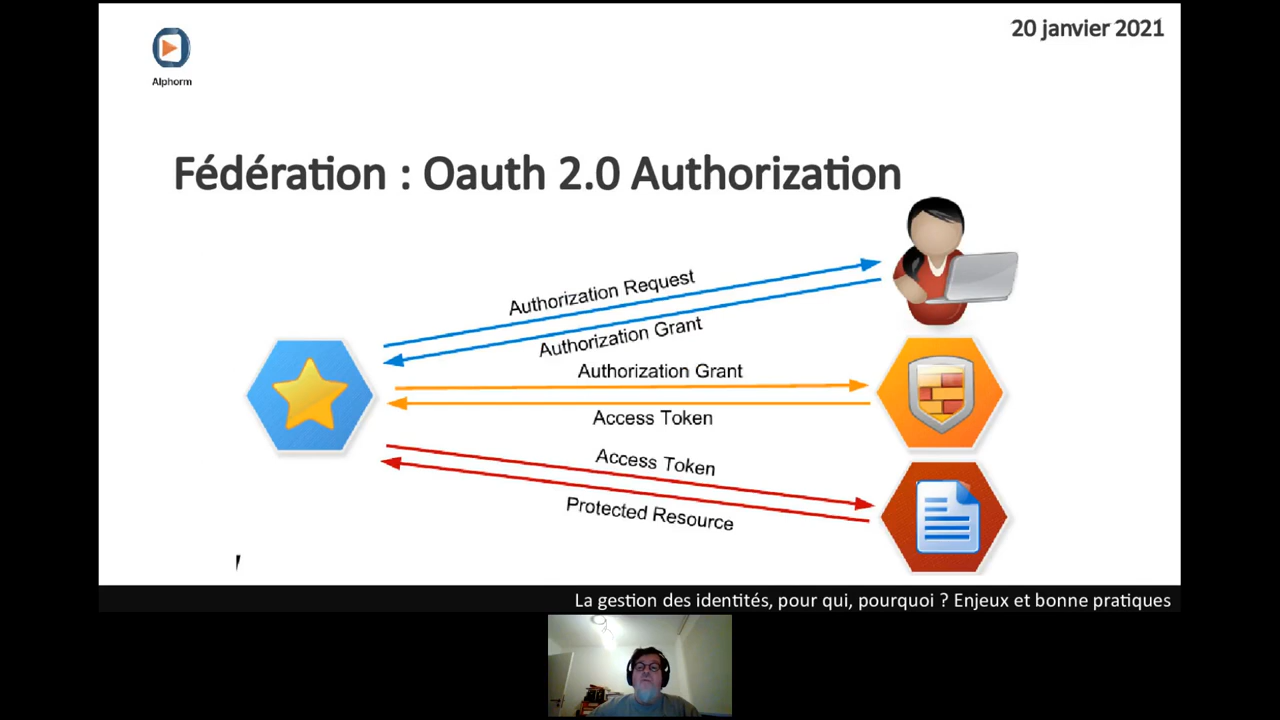 20 janvier 2021
Alphorm
Fédération : Oauth 2.0 Authorization
Authorization Request
Authorization Grant
Authorization Grant
Access Token
Access Token
Protected Resource
La gestion des identités, pour qui, pourquoi ? Enjeux et bonne pratiques